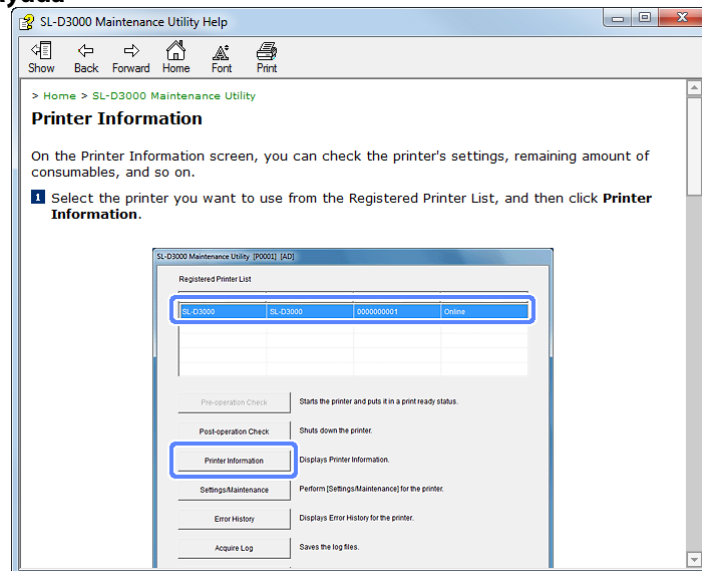 SL-D3000 Maintenance Utility Help
Show Back Forward Home Font Print
> Home > SL-D3000 Maintenance Utility
Printer Information
On the Printer Information screen, you can check the printer's settings, remaining amount of
consumables, and so on.
1 Select the printer you want to use from the Registered Printer List, and then click Printer
Information.
SL-D3000 Maintenance Utility [P0001] [AD]
Registered Printer List
SL-D3000 SL-D3000 0000000001 Online
Pre-operation Check Starts the printer and puts it in a print ready status.
Post-operation Check Shuts down the printer.
Printer Information Displays Printer Information.
Settings/Maintenance Perform [Settings/Maintenance] for the printer.
Error History Displays Error History for the printer.
Acquire Log Saves the log files.